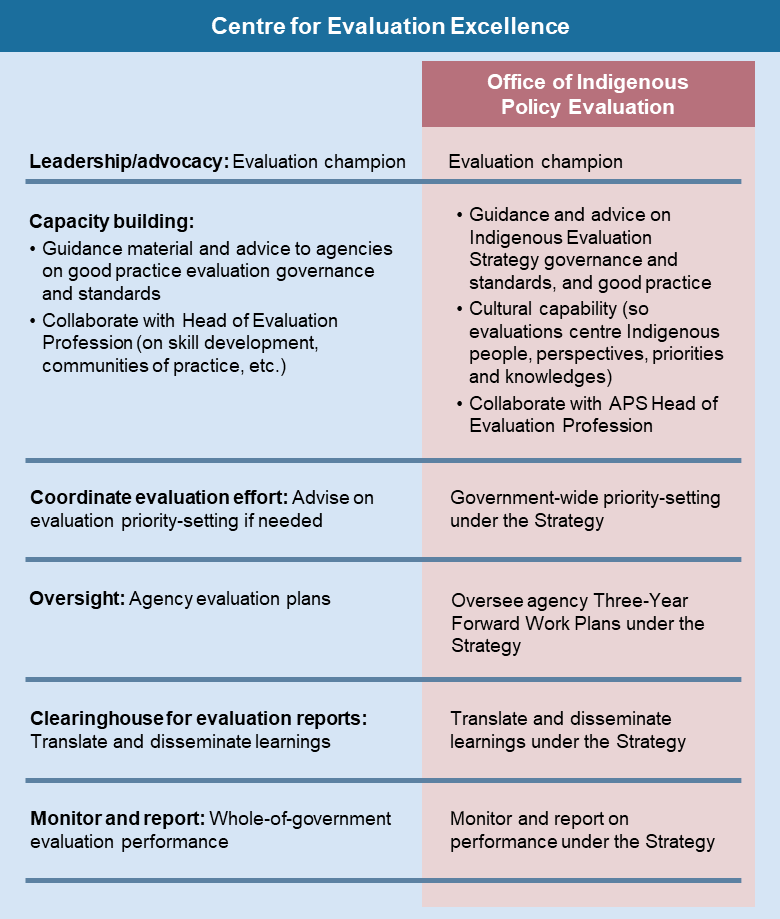 Centre for Evaluation Excellence
Office of Indigenous
Policy Evaluation
Leadership/advocacy: Evaluation champion
Evaluation champion
Capacity building:
• Guidance material and advice to agencies
on good practice evaluation governance
and standards
• Collaborate with Head of Evaluation
Profession (on skill development,
communities of practice, etc.)
• Guidance and advice on
Indigenous Evaluation
Strategy governance and
standards, and good practice
• Cultural capability (so
evaluations centre Indigenous
people, perspectives, priorities
and knowledges)
• Collaborate with APS Head of
Evaluation Profession
Coordinate evaluation effort: Advise on
evaluation priority-setting if needed
Government-wide priority-setting
under the Strategy
Oversight: Agency evaluation plans
Oversee agency Three-Year
Forward Work Plans under the
Strategy
Clearinghouse for evaluation reports:
Translate and disseminate learnings
Translate and disseminate
learnings under the Strategy
Monitor and report: Whole-of-government
evaluation performance
Monitor and report on
performance under the Strategy